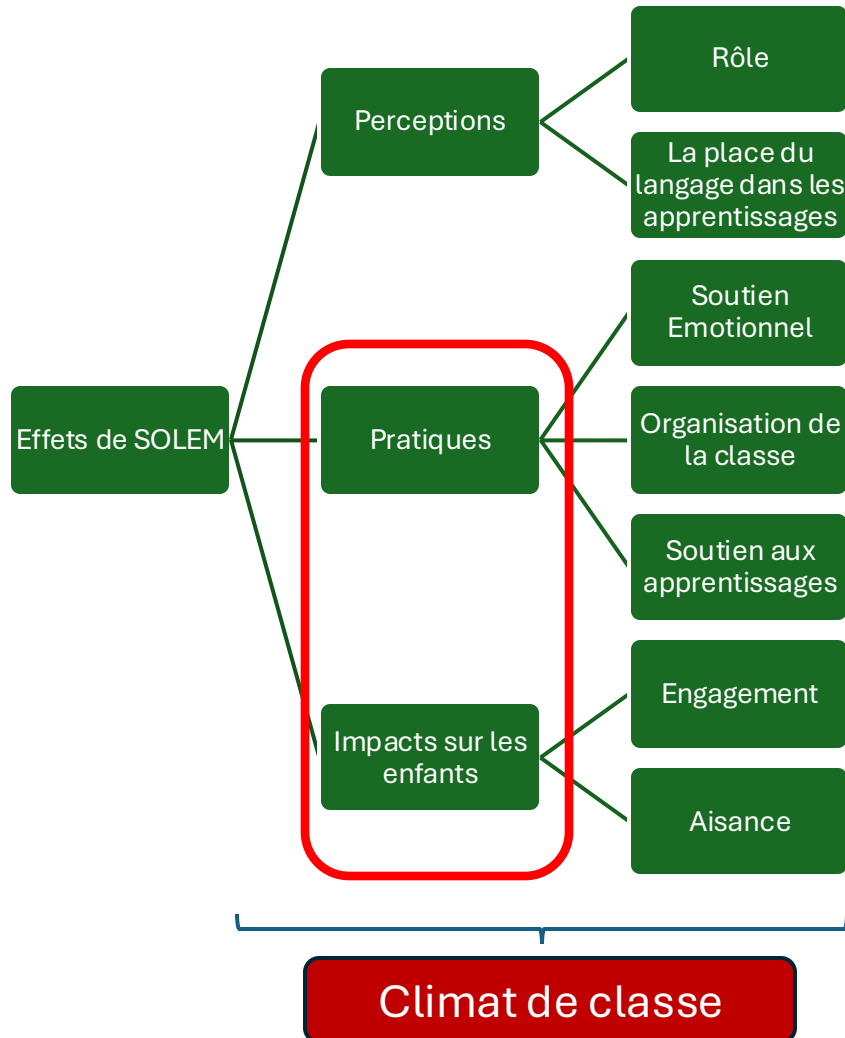 Effets de SOLEM
Perceptions
Rôle
La place du
langage dans les
apprentissages
Pratiques
Soutien
Emotionnel
Organisation de
la classe
Soutien aux
apprentissages
Impacts sur les
enfants
Engagement
Aisance
Climat de classe